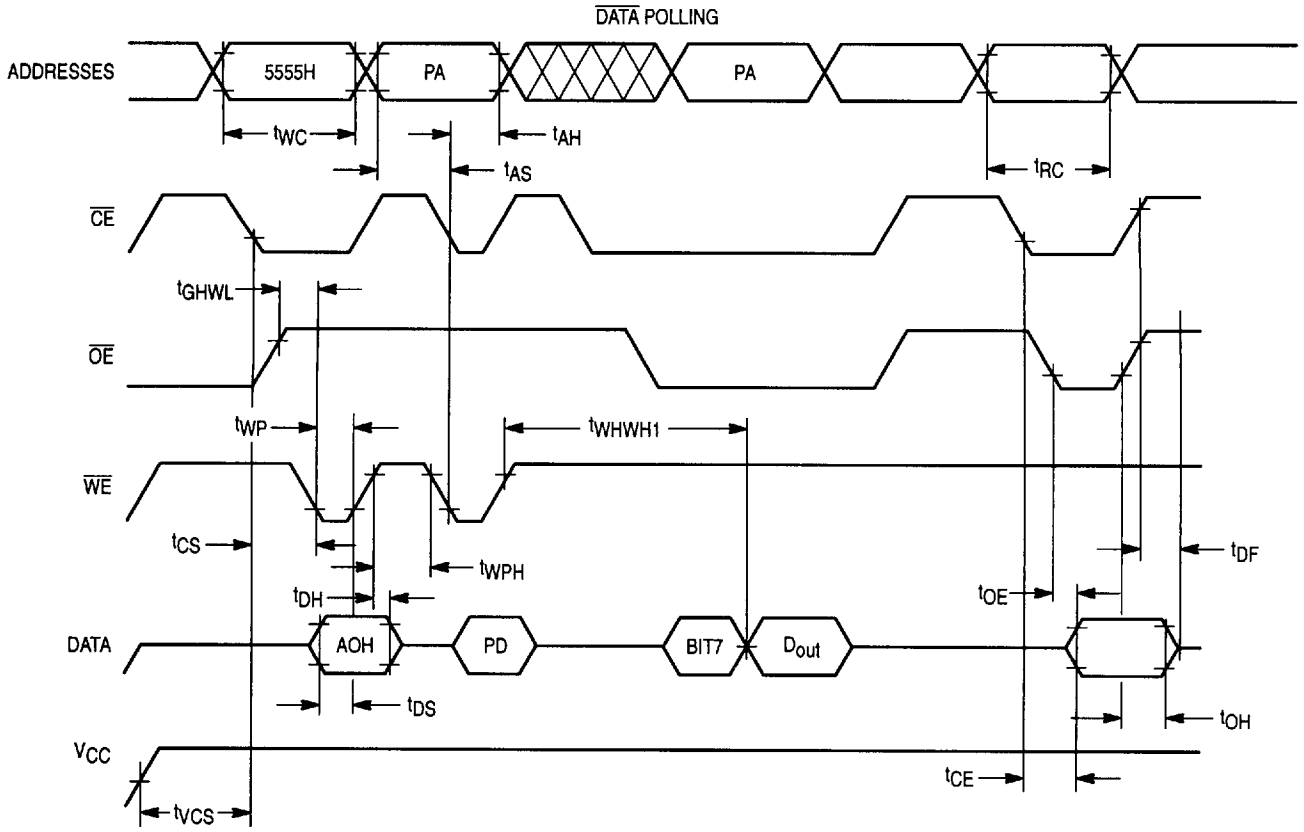 DATA POLLING
ADDRESSES 5555H PA PA
tWC tAH
tAS tRC
CE
tGHWL
OE
tWP tWHWH1
WE
tCS tWPH tDF
tDH tOE
DATA AOH PD BIT7 Dout
tDS tOH
VCC
tCE
tVCS